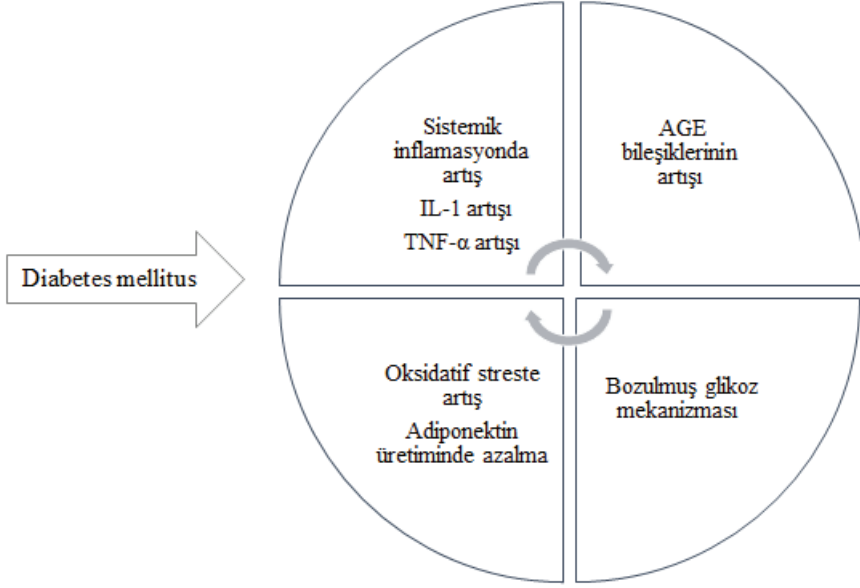 Sistemik
inflamasyonda
artış
IL-1 artışı
TNF-α artışı
AGE
bileşiklerinin
artışı
Diabetes mellitus
Oksidatif streste
artış
Adiponektin
üretiminde azalma
Bozulmuş glikoz
mekanizması